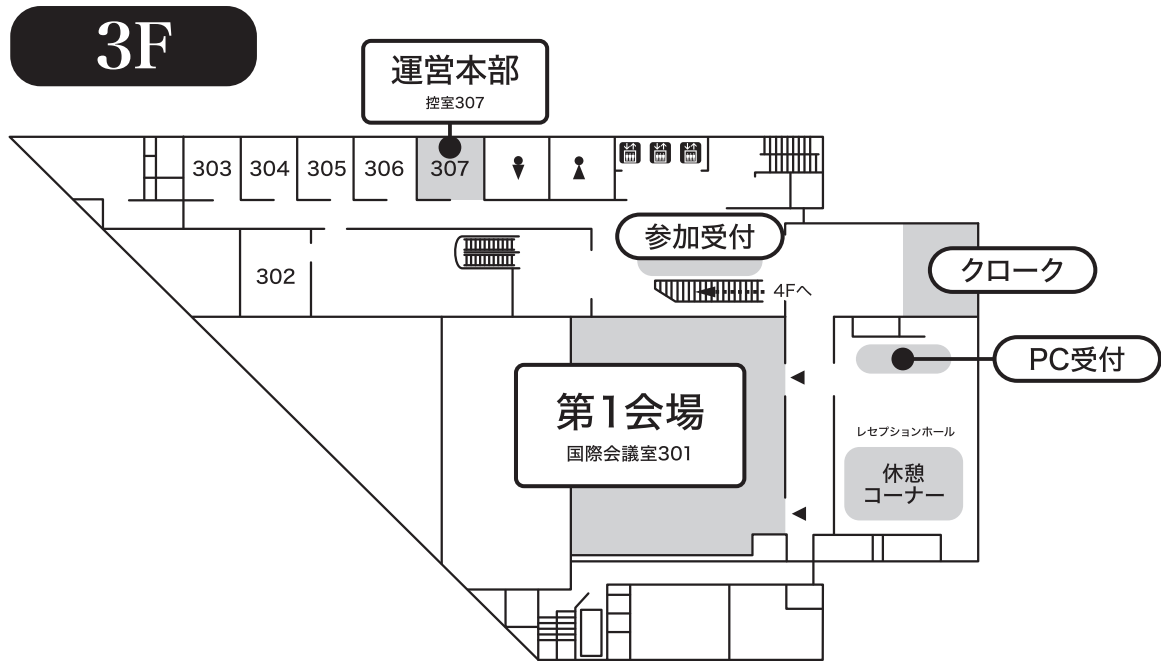 3F
運営本部
控室307
303
304
305
306
307
参加受付
クローク
302
4Fへ
PC受付
第1会場
国際会議室301
レセプションホール
休憩
コーナー